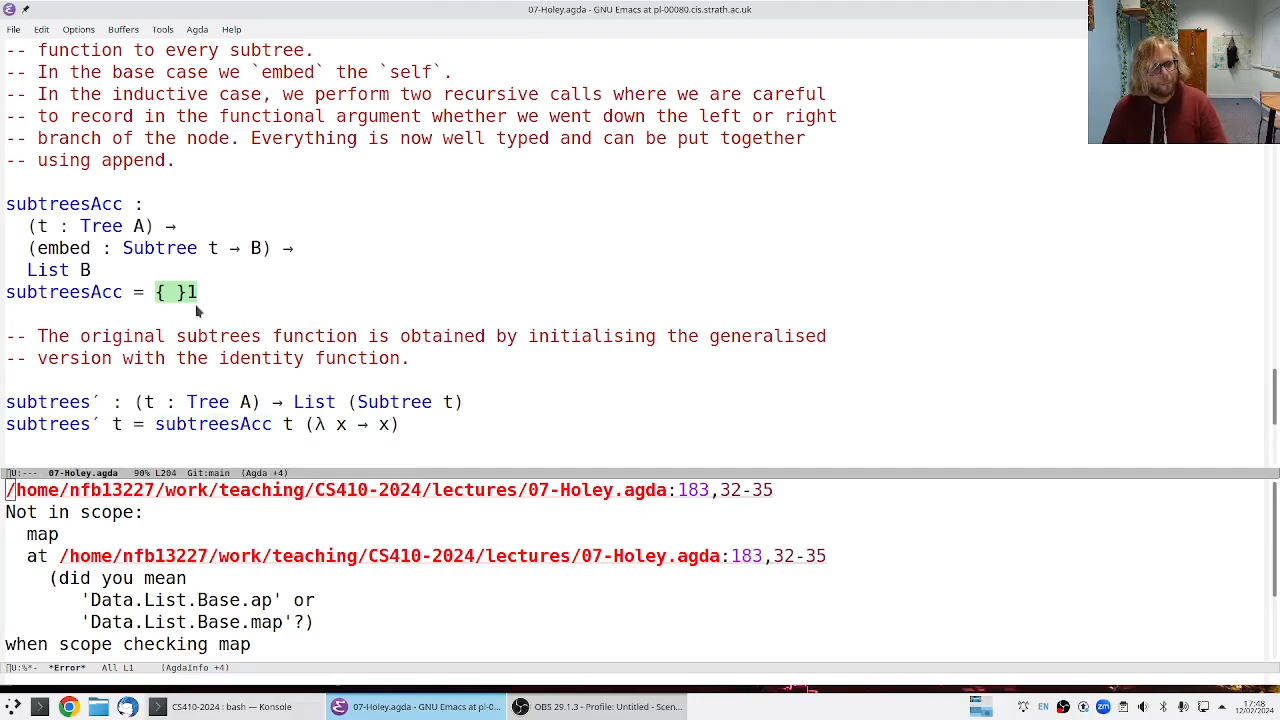 07-Holey.agda - GNU Emacs at pl-00080.cis.strath.ac.uk
File Edit Options Buffers Tools Agda Help
-- function to every subtree.
-- In the base case we `embed` the `self`.
-- In the inductive case, we perform two recursive calls where we are careful
-- to record in the functional argument whether we went down the left or right
-- branch of the node. Everything is now well typed and can be put together
-- using append.
subtreesAcc :
(t : Tree A) →
(embed : Subtree t → B) →
List B
subtreesAcc = { }1
-- The original subtrees function is obtained by initialising the generalised
-- version with the identity function.
subtrees′ : (t : Tree A) → List (Subtree t)
subtrees′ t = subtreesAcc t (λ x → x)
U:--- 07-Holey.agda 90% L204 Git:main (Agda +4)
/home/nfb13227/work/teaching/CS410-2024/lectures/07-Holey.agda:183,32-35
Not in scope:
map
at /home/nfb13227/work/teaching/CS410-2024/lectures/07-Holey.agda:183,32-35
(did you mean
'Data.List.Base.ap' or
'Data.List.Base.map'?)
when scope checking map
U:%*- *Error* All L1 (AgdaInfo +4)
CS410-2024 : bash — Kons 07-Holey.agda - GNU Emacs at pl-0... OBS 29.1.3 - Profile: Untitled - Scen... EN zm 17:48
12/02/2024